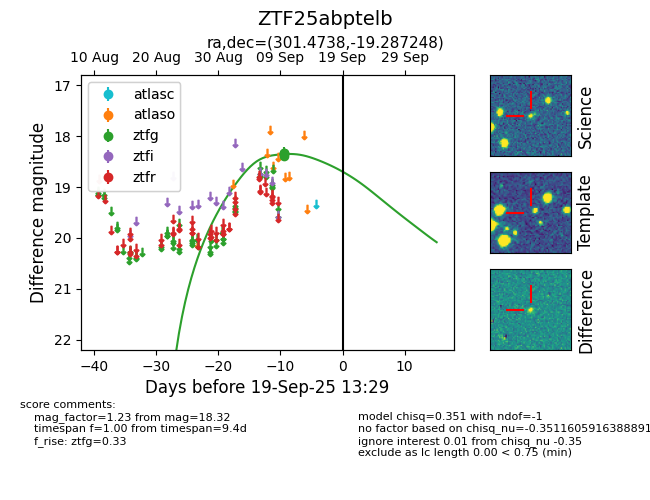 ZTF25abptelb
ra,dec=(301.4738,-19.287248)
10 Aug 20 Aug 30 Aug 09 Sep 19 Sep 29 Sep
17
18
19
20
21
22
Difference magnitude
atlasc
atlaso
ztfg
ztfi
ztfr
−40 −30 −20 −10 0 10
Days before 19-Sep-25 13:29
Science
Template
Difference
score comments:
mag_factor=1.23 from mag=18.32
timespan f=1.00 from timespan=9.4d
f_rise: ztfg=0.33
model chisq=0.351 with ndof=-1
no factor based on chisq_nu=-0.3511605916388891
ignore interest 0.01 from chisq_nu -0.35
exclude as lc length 0.00 < 0.75 (min)